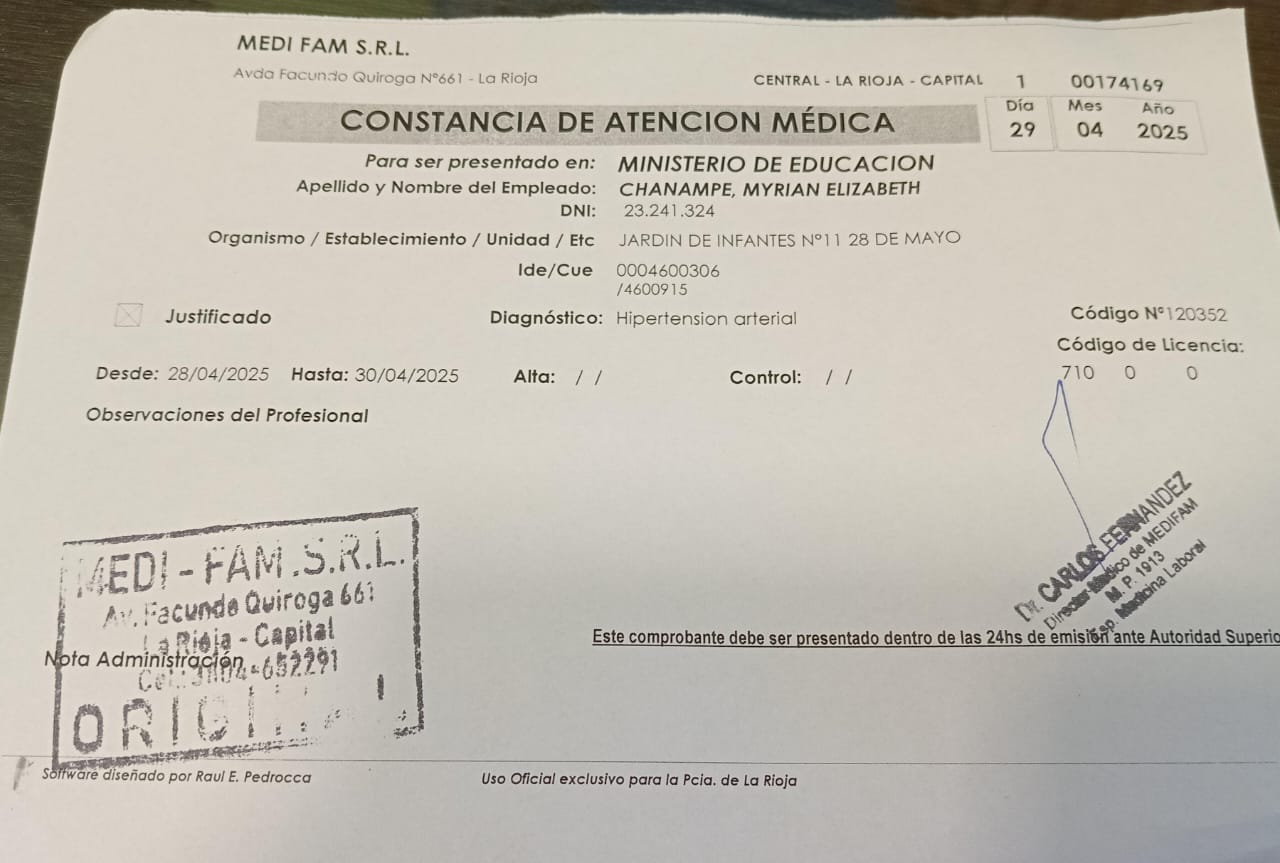 MEDI FAM S.R.L.
Avda Facundo Quiroga Nº661 - La Rioja
CENTRAL - LA RIOJA - CAPITAL 1 00174169
CONSTANCIA DE ATENCION MÉDICA
Día Mes Año
29 04 2025
Para ser presentado en: MINISTERIO DE EDUCACION
Apellido y Nombre del Empleado: CHANAMPE, MYRIAN ELIZABETH
DNI: 23.241.324
Organismo / Establecimiento / Unidad / Etc JARDIN DE INFANTES Nº11 28 DE MAYO
Ide/Cue 0004600306
/4600915
Justificado Diagnóstico: Hipertension arterial Código Nº120352
Código de Licencia:
Desde: 28/04/2025 Hasta: 30/04/2025 Alta: / / Control: / / 710 0 0
Observaciones del Profesional
Dr. CARLOS FERNANDEZ
Director Médico de MEDIFAM
M. P. 1913
Esp. Medicina Laboral
MEDI - FAM .S.R.L.
Av. Facundo Quiroga 661
La Rioja - Capital
Este comprobante debe ser presentado dentro de las 24hs de emisión ante Autoridad Superio
Nota Administración
ORIGINAL
Software diseñado por Raul E. Pedrocca
Uso Oficial exclusivo para la Pcia. de La Rioja